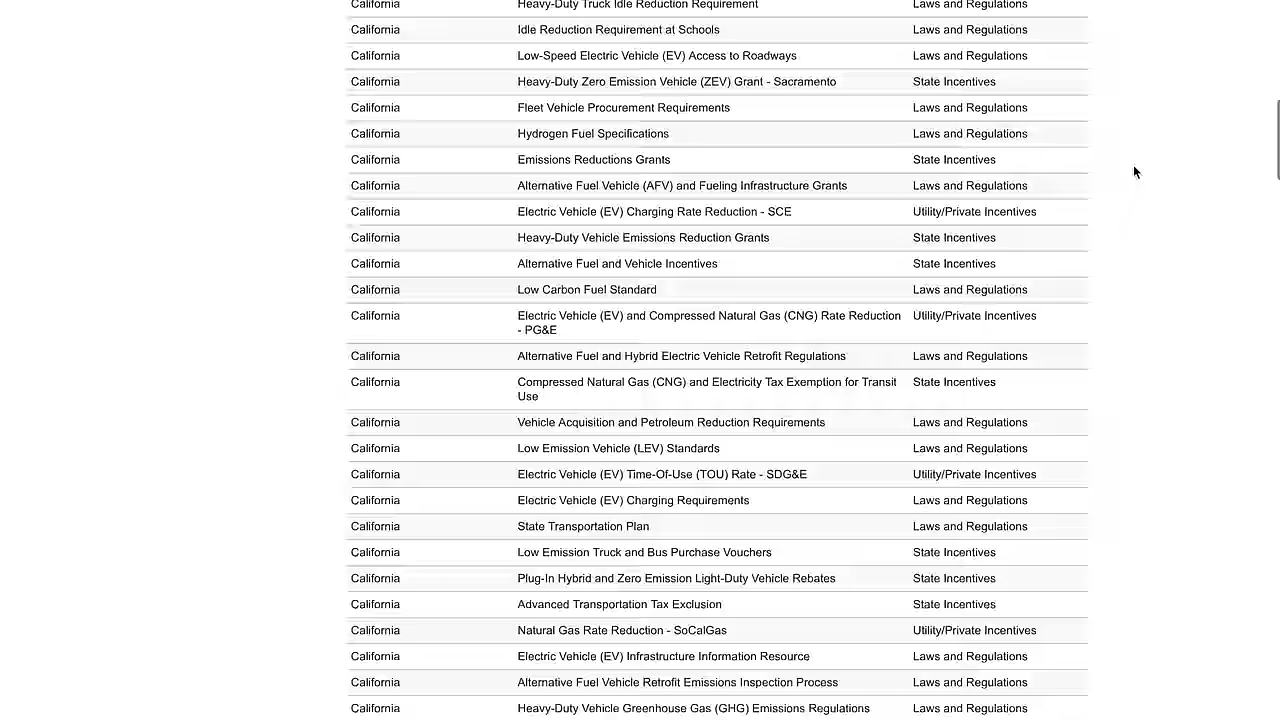 California Heavy-Duty Truck Idle Reduction Requirement Laws and Regulations
California Idle Reduction Requirement at Schools Laws and Regulations
California Low-Speed Electric Vehicle (EV) Access to Roadways Laws and Regulations
California Heavy-Duty Zero Emission Vehicle (ZEV) Grant - Sacramento State Incentives
California Fleet Vehicle Procurement Requirements Laws and Regulations
California Hydrogen Fuel Specifications Laws and Regulations
California Emissions Reductions Grants State Incentives
California Alternative Fuel Vehicle (AFV) and Fueling Infrastructure Grants Laws and Regulations
California Electric Vehicle (EV) Charging Rate Reduction - SCE Utility/Private Incentives
California Heavy-Duty Vehicle Emissions Reduction Grants State Incentives
California Alternative Fuel and Vehicle Incentives State Incentives
California Low Carbon Fuel Standard Laws and Regulations
California Electric Vehicle (EV) and Compressed Natural Gas (CNG) Rate Reduction Utility/Private Incentives
- PG&E
California Alternative Fuel and Hybrid Electric Vehicle Retrofit Regulations Laws and Regulations
California Compressed Natural Gas (CNG) and Electricity Tax Exemption for Transit State Incentives
Use
California Vehicle Acquisition and Petroleum Reduction Requirements Laws and Regulations
California Low Emission Vehicle (LEV) Standards Laws and Regulations
California Electric Vehicle (EV) Time-Of-Use (TOU) Rate - SDG&E Utility/Private Incentives
California Electric Vehicle (EV) Charging Requirements Laws and Regulations
California State Transportation Plan Laws and Regulations
California Low Emission Truck and Bus Purchase Vouchers State Incentives
California Plug-In Hybrid and Zero Emission Light-Duty Vehicle Rebates State Incentives
California Advanced Transportation Tax Exclusion State Incentives
California Natural Gas Rate Reduction - SoCalGas Utility/Private Incentives
California Electric Vehicle (EV) Infrastructure Information Resource Laws and Regulations
California Alternative Fuel Vehicle Retrofit Emissions Inspection Process Laws and Regulations
California Heavy-Duty Vehicle Greenhouse Gas (GHG) Emissions Regulations Laws and Regulations